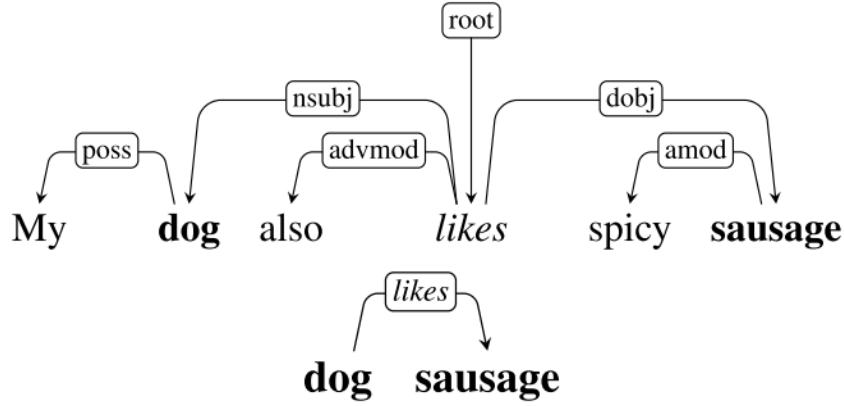 root
nsubj dobj
poss advmod amod
My dog also likes spicy sausage
likes
dog sausage